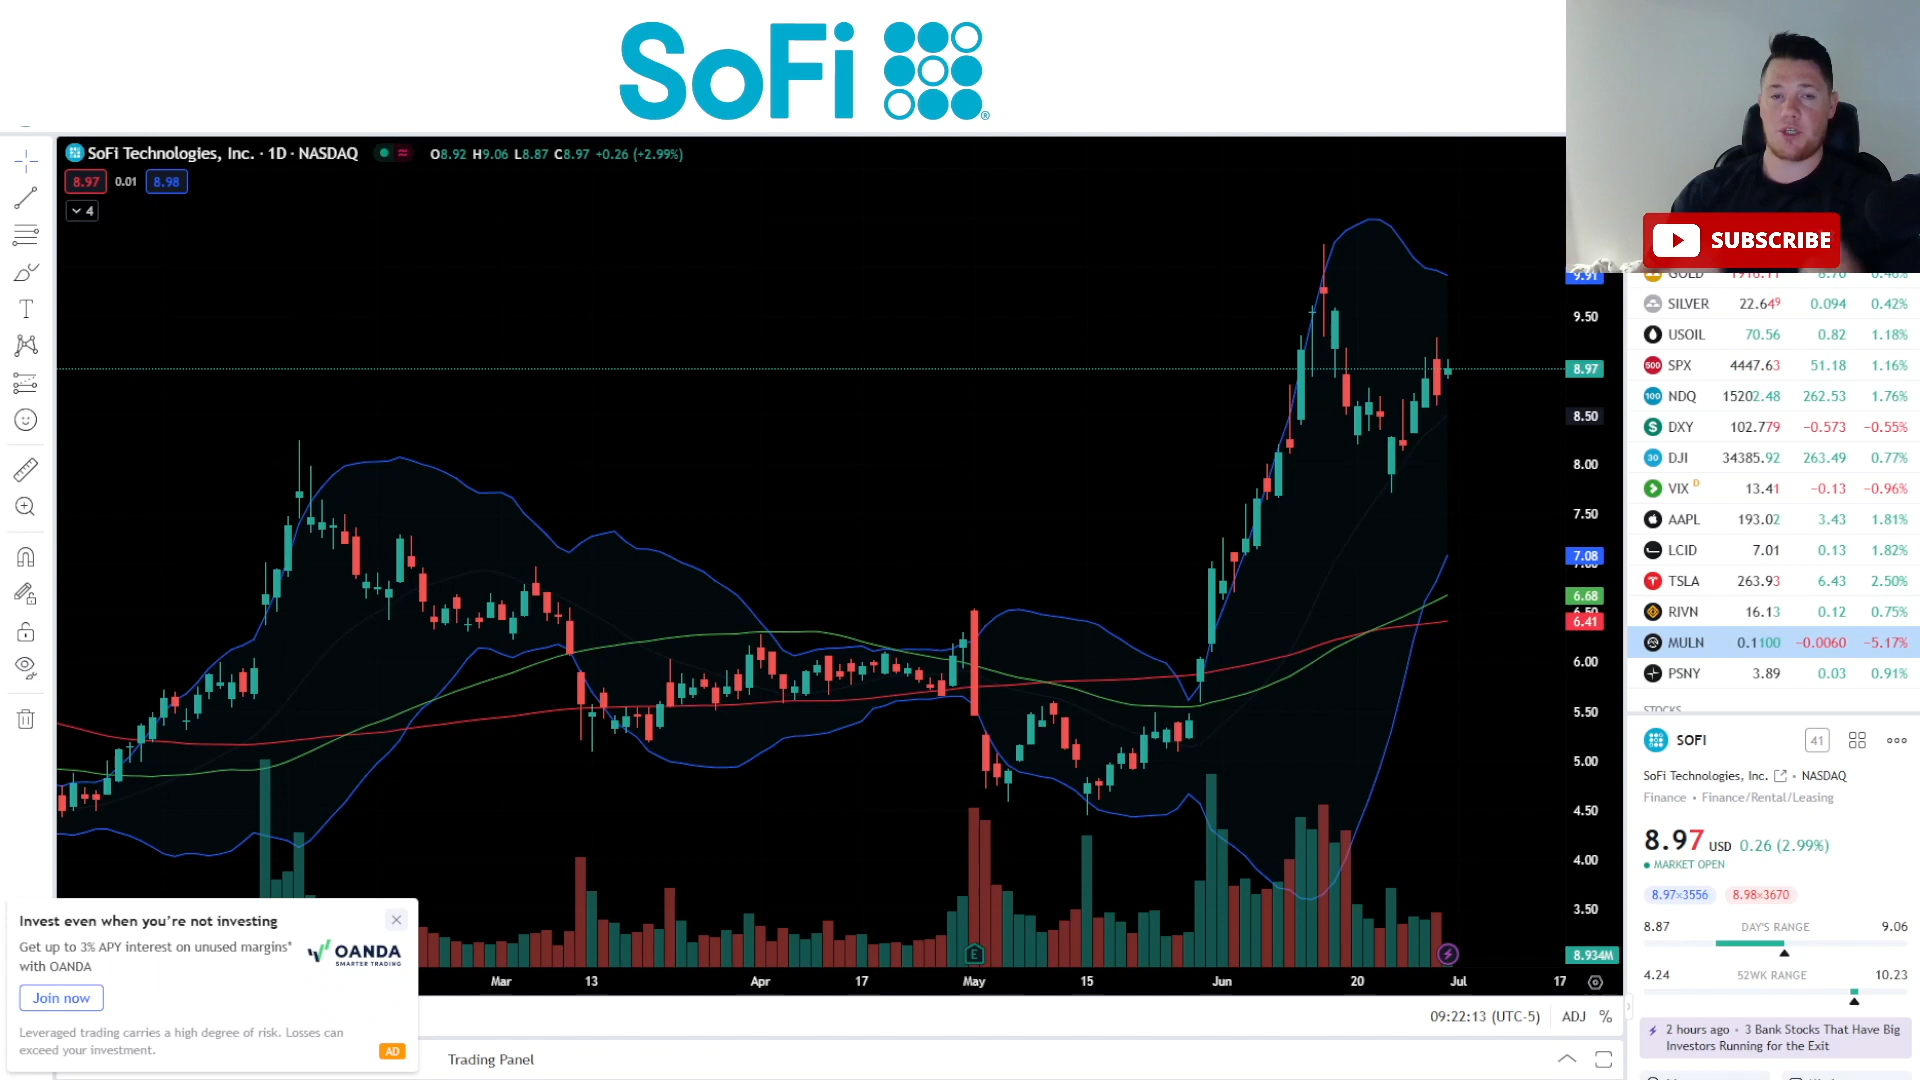 SoFi
SoFi Technologies, Inc. · 1D · NASDAQ
O8.92 H9.06 L8.87 C8.97 +0.26 (+2.99%)
8.97 0.01 8.98
4
SUBSCRIBE
9.91
9.50
8.97
8.50
8.00
7.50
7.08
6.68
6.41
6.00
5.50
5.00
4.50
4.00
3.50
8.934M
E
Mar 13 Apr 17 May 15 Jun 20 Jul 17
09:22:13 (UTC-5) ADJ %
Trading Panel
Invest even when you're not investing
Get up to 3% APY interest on unused margins*
with OANDA
OANDA
SMARTER TRADING
Join now
Leveraged trading carries a high degree of risk. Losses can
exceed your investment.
AD
SILVER 22.649 0.094 0.42%
USOIL 70.56 0.82 1.18%
500 SPX 4447.63 51.18 1.16%
100 NDQ 15202.48 262.53 1.76%
DXY 102.779 −0.573 −0.55%
30 DJI 34385.92 263.49 0.77%
VIX D 13.41 −0.13 −0.96%
AAPL 193.02 3.43 1.81%
LCID 7.01 0.13 1.82%
TSLA 263.93 6.43 2.50%
RIVN 16.13 0.12 0.75%
MULN 0.1100 −0.0060 −5.17%
PSNY 3.89 0.03 0.91%
SOFI
41
SoFi Technologies, Inc. • NASDAQ
Finance • Finance/Rental/Leasing
8.97 USD 0.26 (2.99%)
MARKET OPEN
8.97×3556 8.98×3670
8.87 DAY'S RANGE 9.06
4.24 52WK RANGE 10.23
2 hours ago • 3 Bank Stocks That Have Big
Investors Running for the Exit